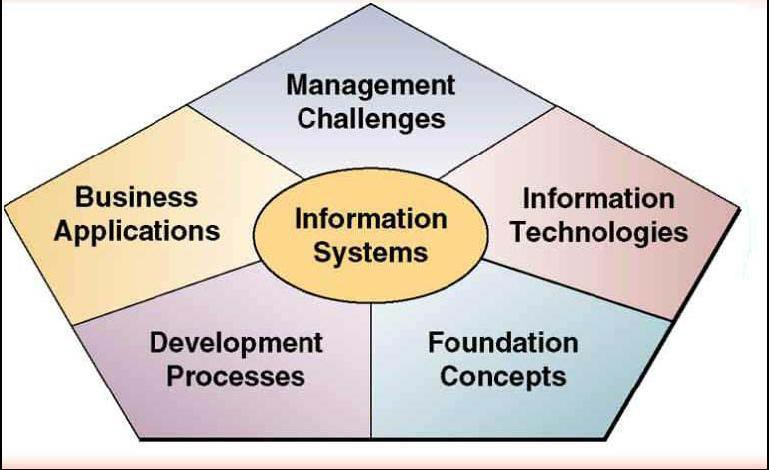 Management
Challenges
Business
Applications
Information
Systems
Information
Technologies
Development
Processes
Foundation
Concepts